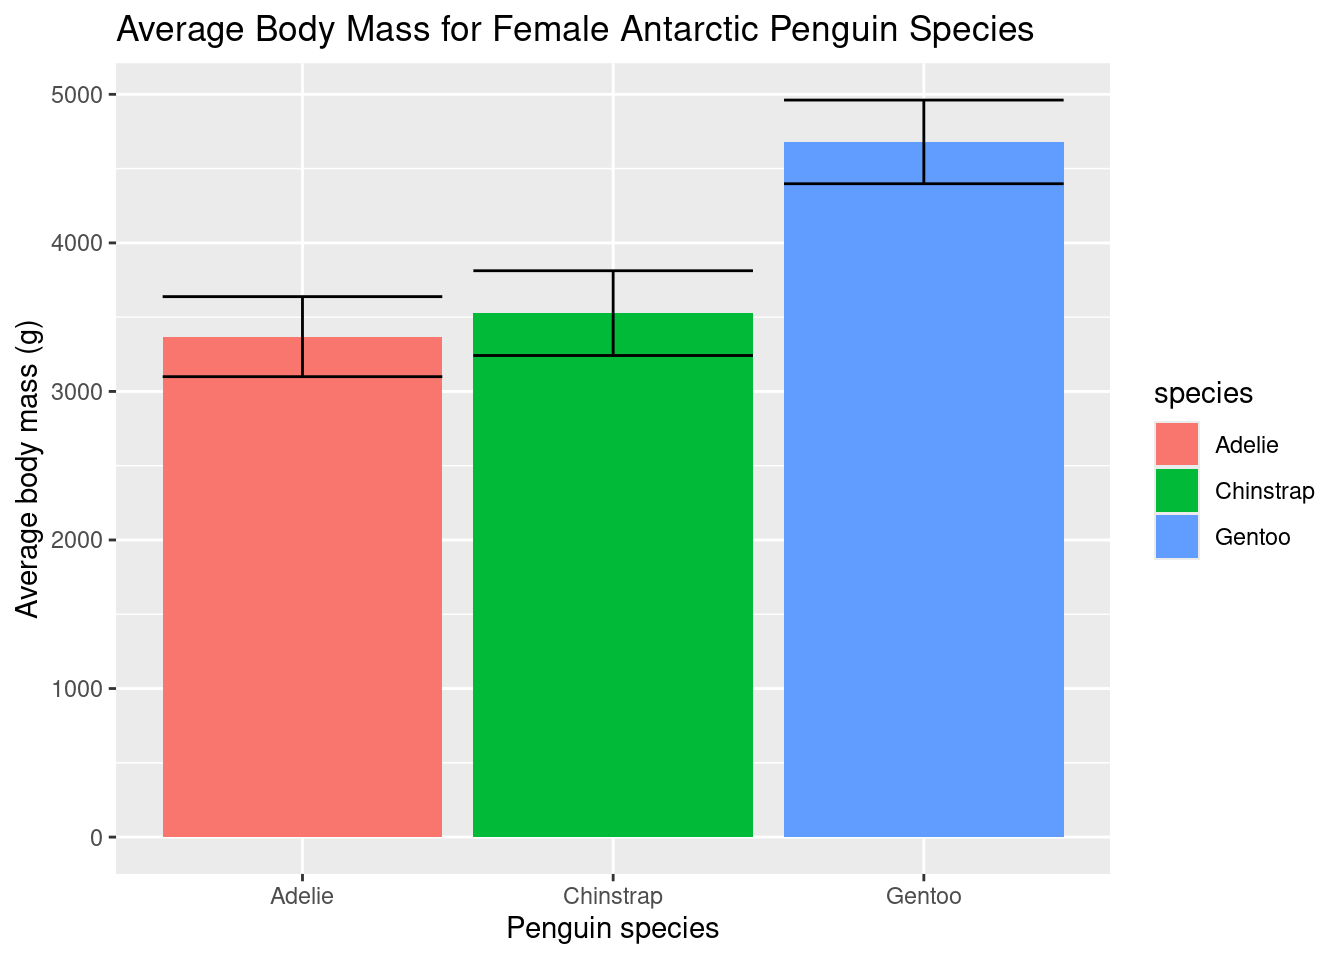 Average Body Mass for Female Antarctic Penguin Species
5000
4000
3000
2000
1000
0
Average body mass (g)
Adelie
Chinstrap
Gentoo
Penguin species
species
Adelie
Chinstrap
Gentoo